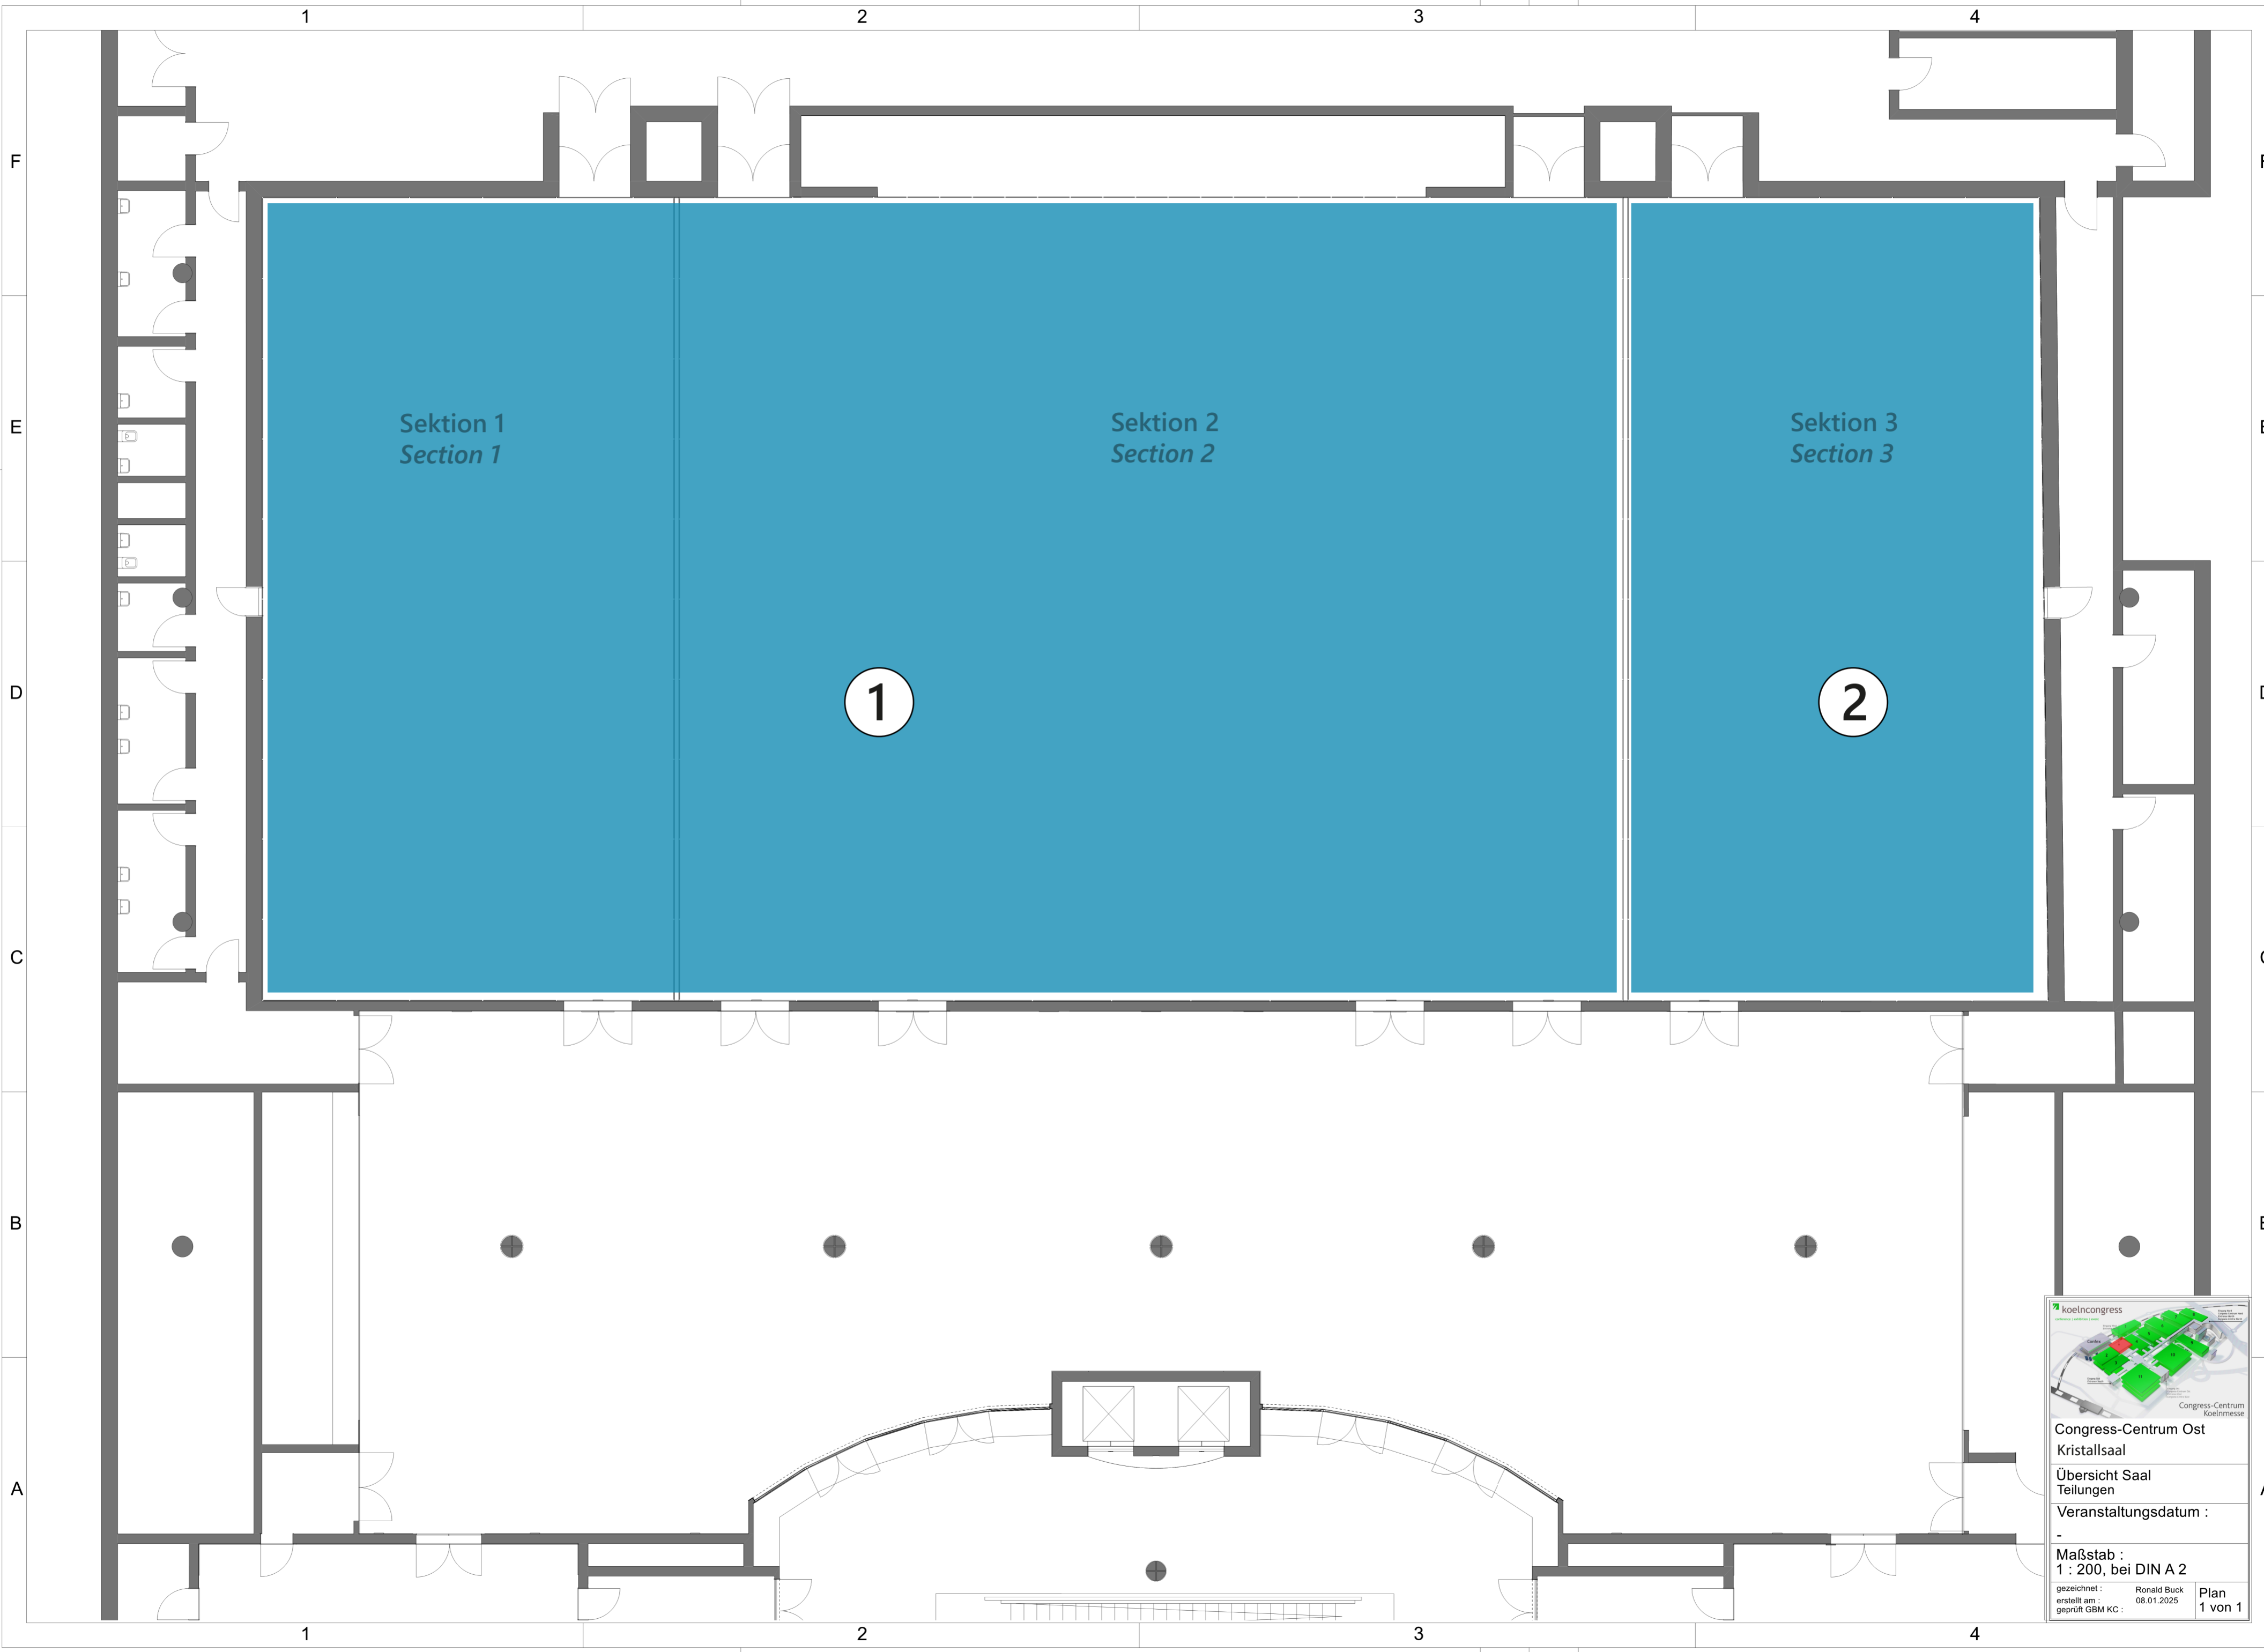 1 2 3 4
F
F
Sektion 1
Section 1
Sektion 2
Section 2
Sektion 3
Section 3
E
D
1
2
C
B
A
koelncongress
Confex
Congress-Centrum
Koelnmesse
Congress-Centrum Ost
Kristallsaal
Übersicht Saal
Teilungen
Veranstaltungsdatum :
-
Maßstab :
1 : 200, bei DIN A 2
gezeichnet : Ronald Buck
erstellt am : 08.01.2025
geprüft GBM KC :
Plan
1 von 1
1 2 3 4